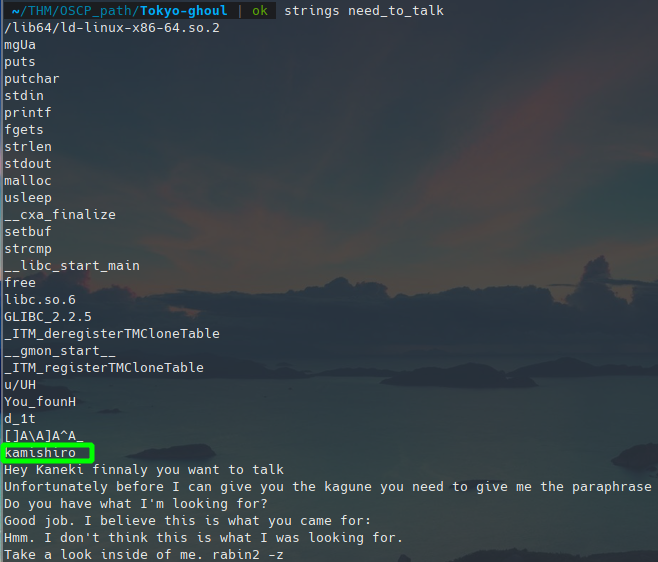 ~/THM/OSCP_path/Tokyo-ghoul | ok strings need_to_talk
/lib64/ld-linux-x86-64.so.2
mgUa
puts
putchar
stdin
printf
fgets
strlen
stdout
malloc
usleep
__cxa_finalize
setbuf
strcmp
__libc_start_main
free
libc.so.6
GLIBC_2.2.5
_ITM_deregisterTMCloneTable
__gmon_start__
_ITM_registerTMCloneTable
u/UH
You_founH
d_1t
[]A\A]A^A_
kamishiro
Hey Kaneki finnaly you want to talk
Unfortunately before I can give you the kagune you need to give me the paraphrase
Do you have what I'm looking for?
Good job. I believe this is what you came for:
Hmm. I don't think this is what I was looking for.
Take a look inside of me. rabin2 -z